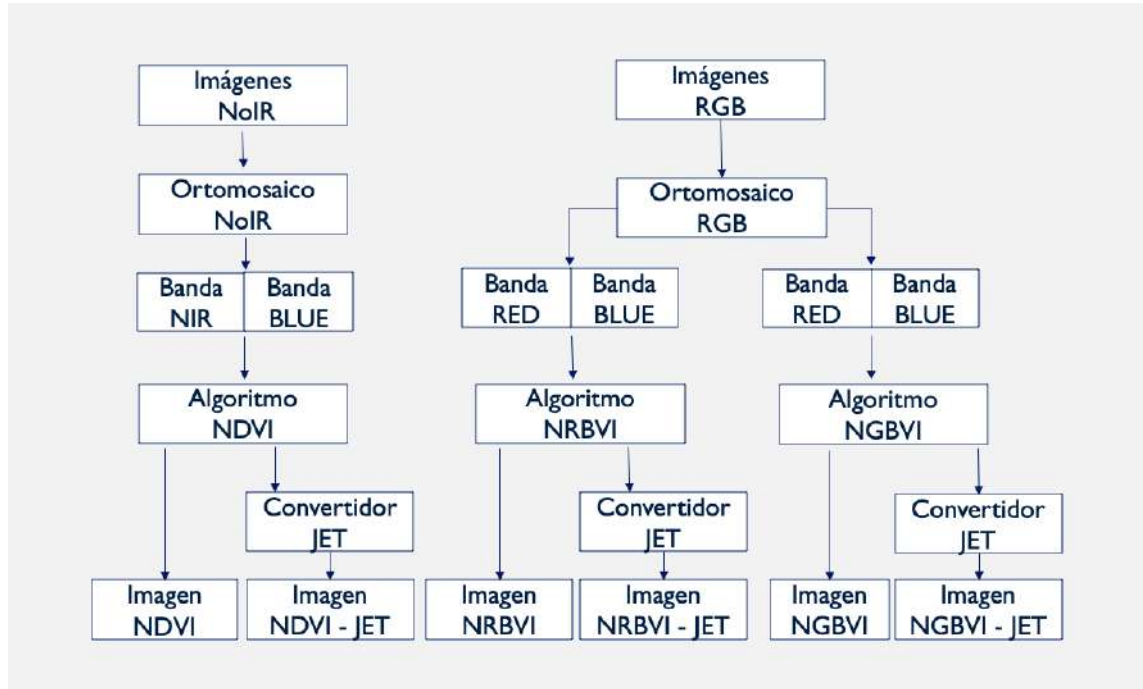 Imágenes
NoIR
Imágenes
RGB
Ortomosaico
NoIR
Ortomosaico
RGB
Banda
NIR
Banda
BLUE
Banda
RED
Banda
BLUE
Banda
RED
Banda
BLUE
Algoritmo
NDVI
Algoritmo
NRBVI
Algoritmo
NGBVI
Convertidor
JET
Convertidor
JET
Convertidor
JET
Imagen
NDVI
Imagen
NDVI - JET
Imagen
NRBVI
Imagen
NRBVI - JET
Imagen
NGBVI
Imagen
NGBVI - JET